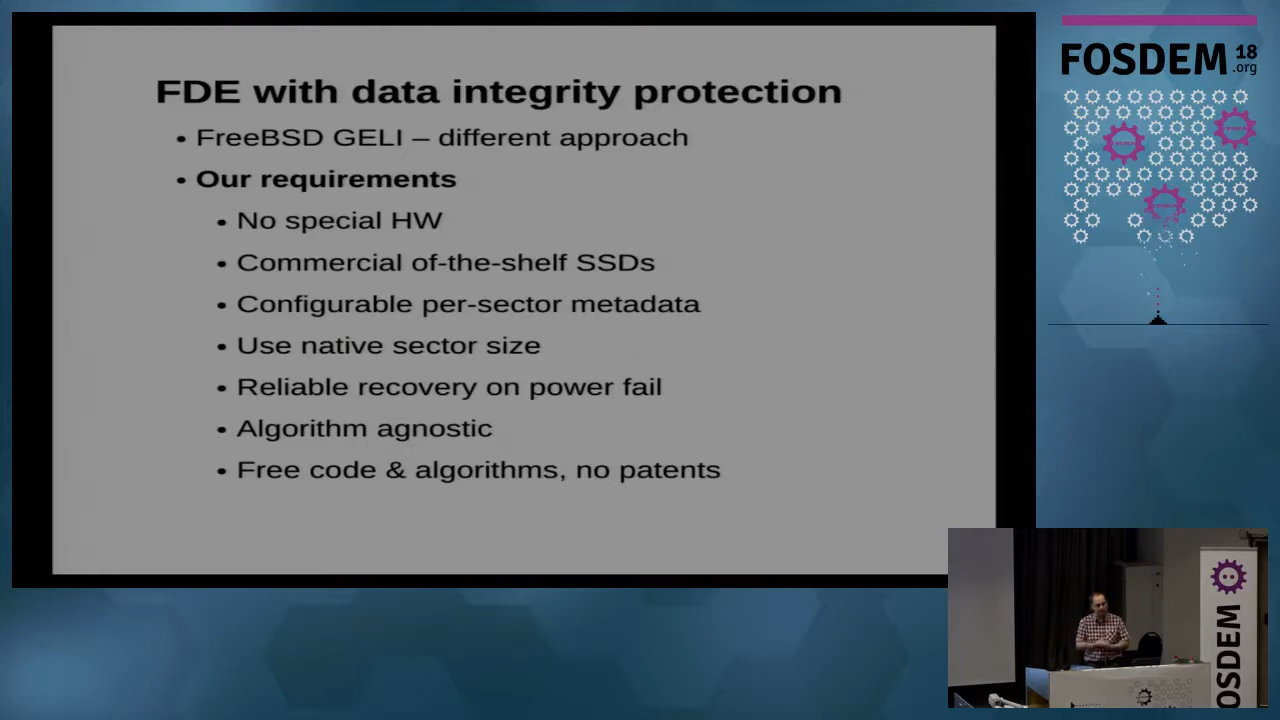 FDE with data integrity protection
• FreeBSD GELI – different approach
• Our requirements
• No special HW
• Commercial of-the-shelf SSDs
• Configurable per-sector metadata
• Use native sector size
• Reliable recovery on power fail
• Algorithm agnostic
• Free code & algorithms, no patents
FOSDEM 18
.org
FOSDEM